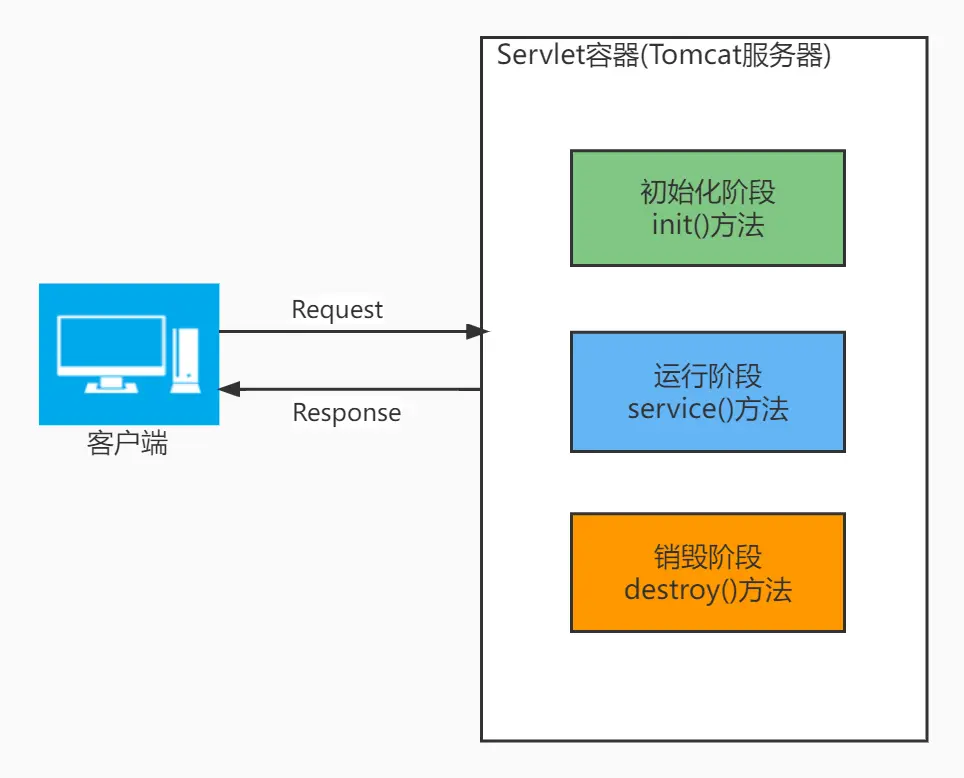 Servlet容器(Tomcat服务器)
初始化阶段
init()方法
Request
运行阶段
service()方法
Response
客户端
销毁阶段
destroy()方法